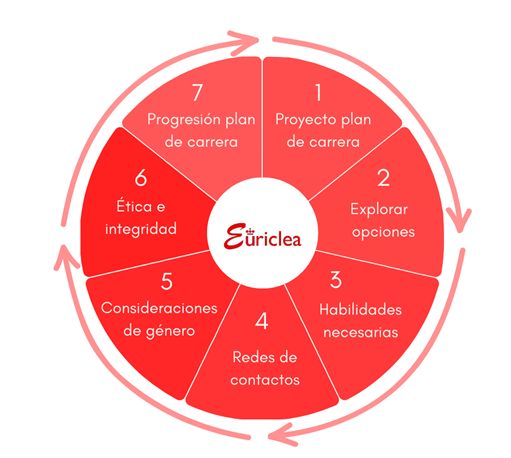 1
Proyecto plan
de carrera
2
Explorar
opciones
3
Habilidades
necesarias
4
Redes de
contactos
5
Consideraciones
de género
6
Ética e
integridad
7
Progresión plan
de carrera
Euriclea